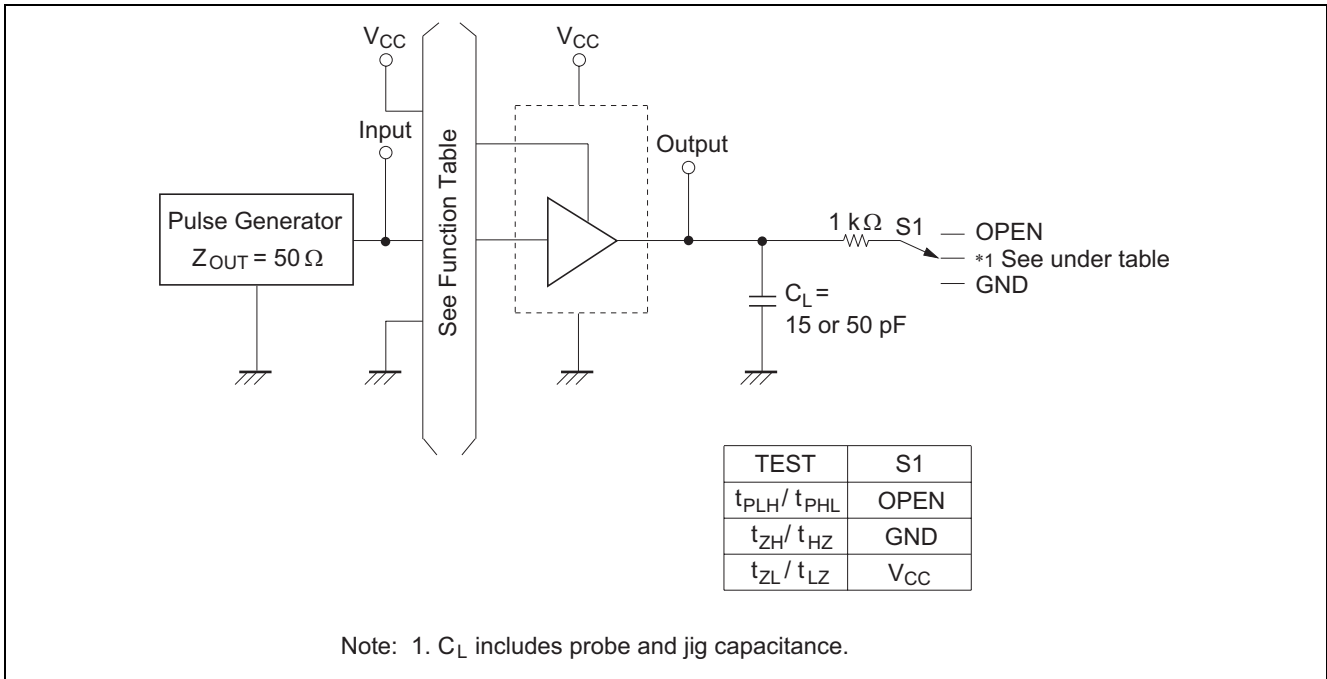 VCC
VCC
Input
See Function Table
Output
Pulse Generator
ZOUT = 50 Ω
1 kΩ
S1
OPEN
*1 See under table
GND
CL =
15 or 50 pF
TEST S1
tPLH / tPHL OPEN
tZH / tHZ GND
tZL / tLZ VCC
Note: 1. CL includes probe and jig capacitance.